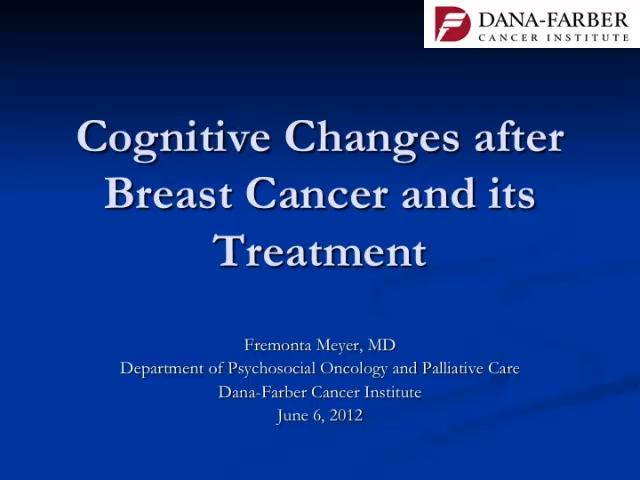 DANA-FARBER
CANCER INSTITUTE
Cognitive Changes after
Breast Cancer and its
Treatment
Fremonta Meyer, MD
Department of Psychosocial Oncology and Palliative Care
Dana-Farber Cancer Institute
June 6, 2012